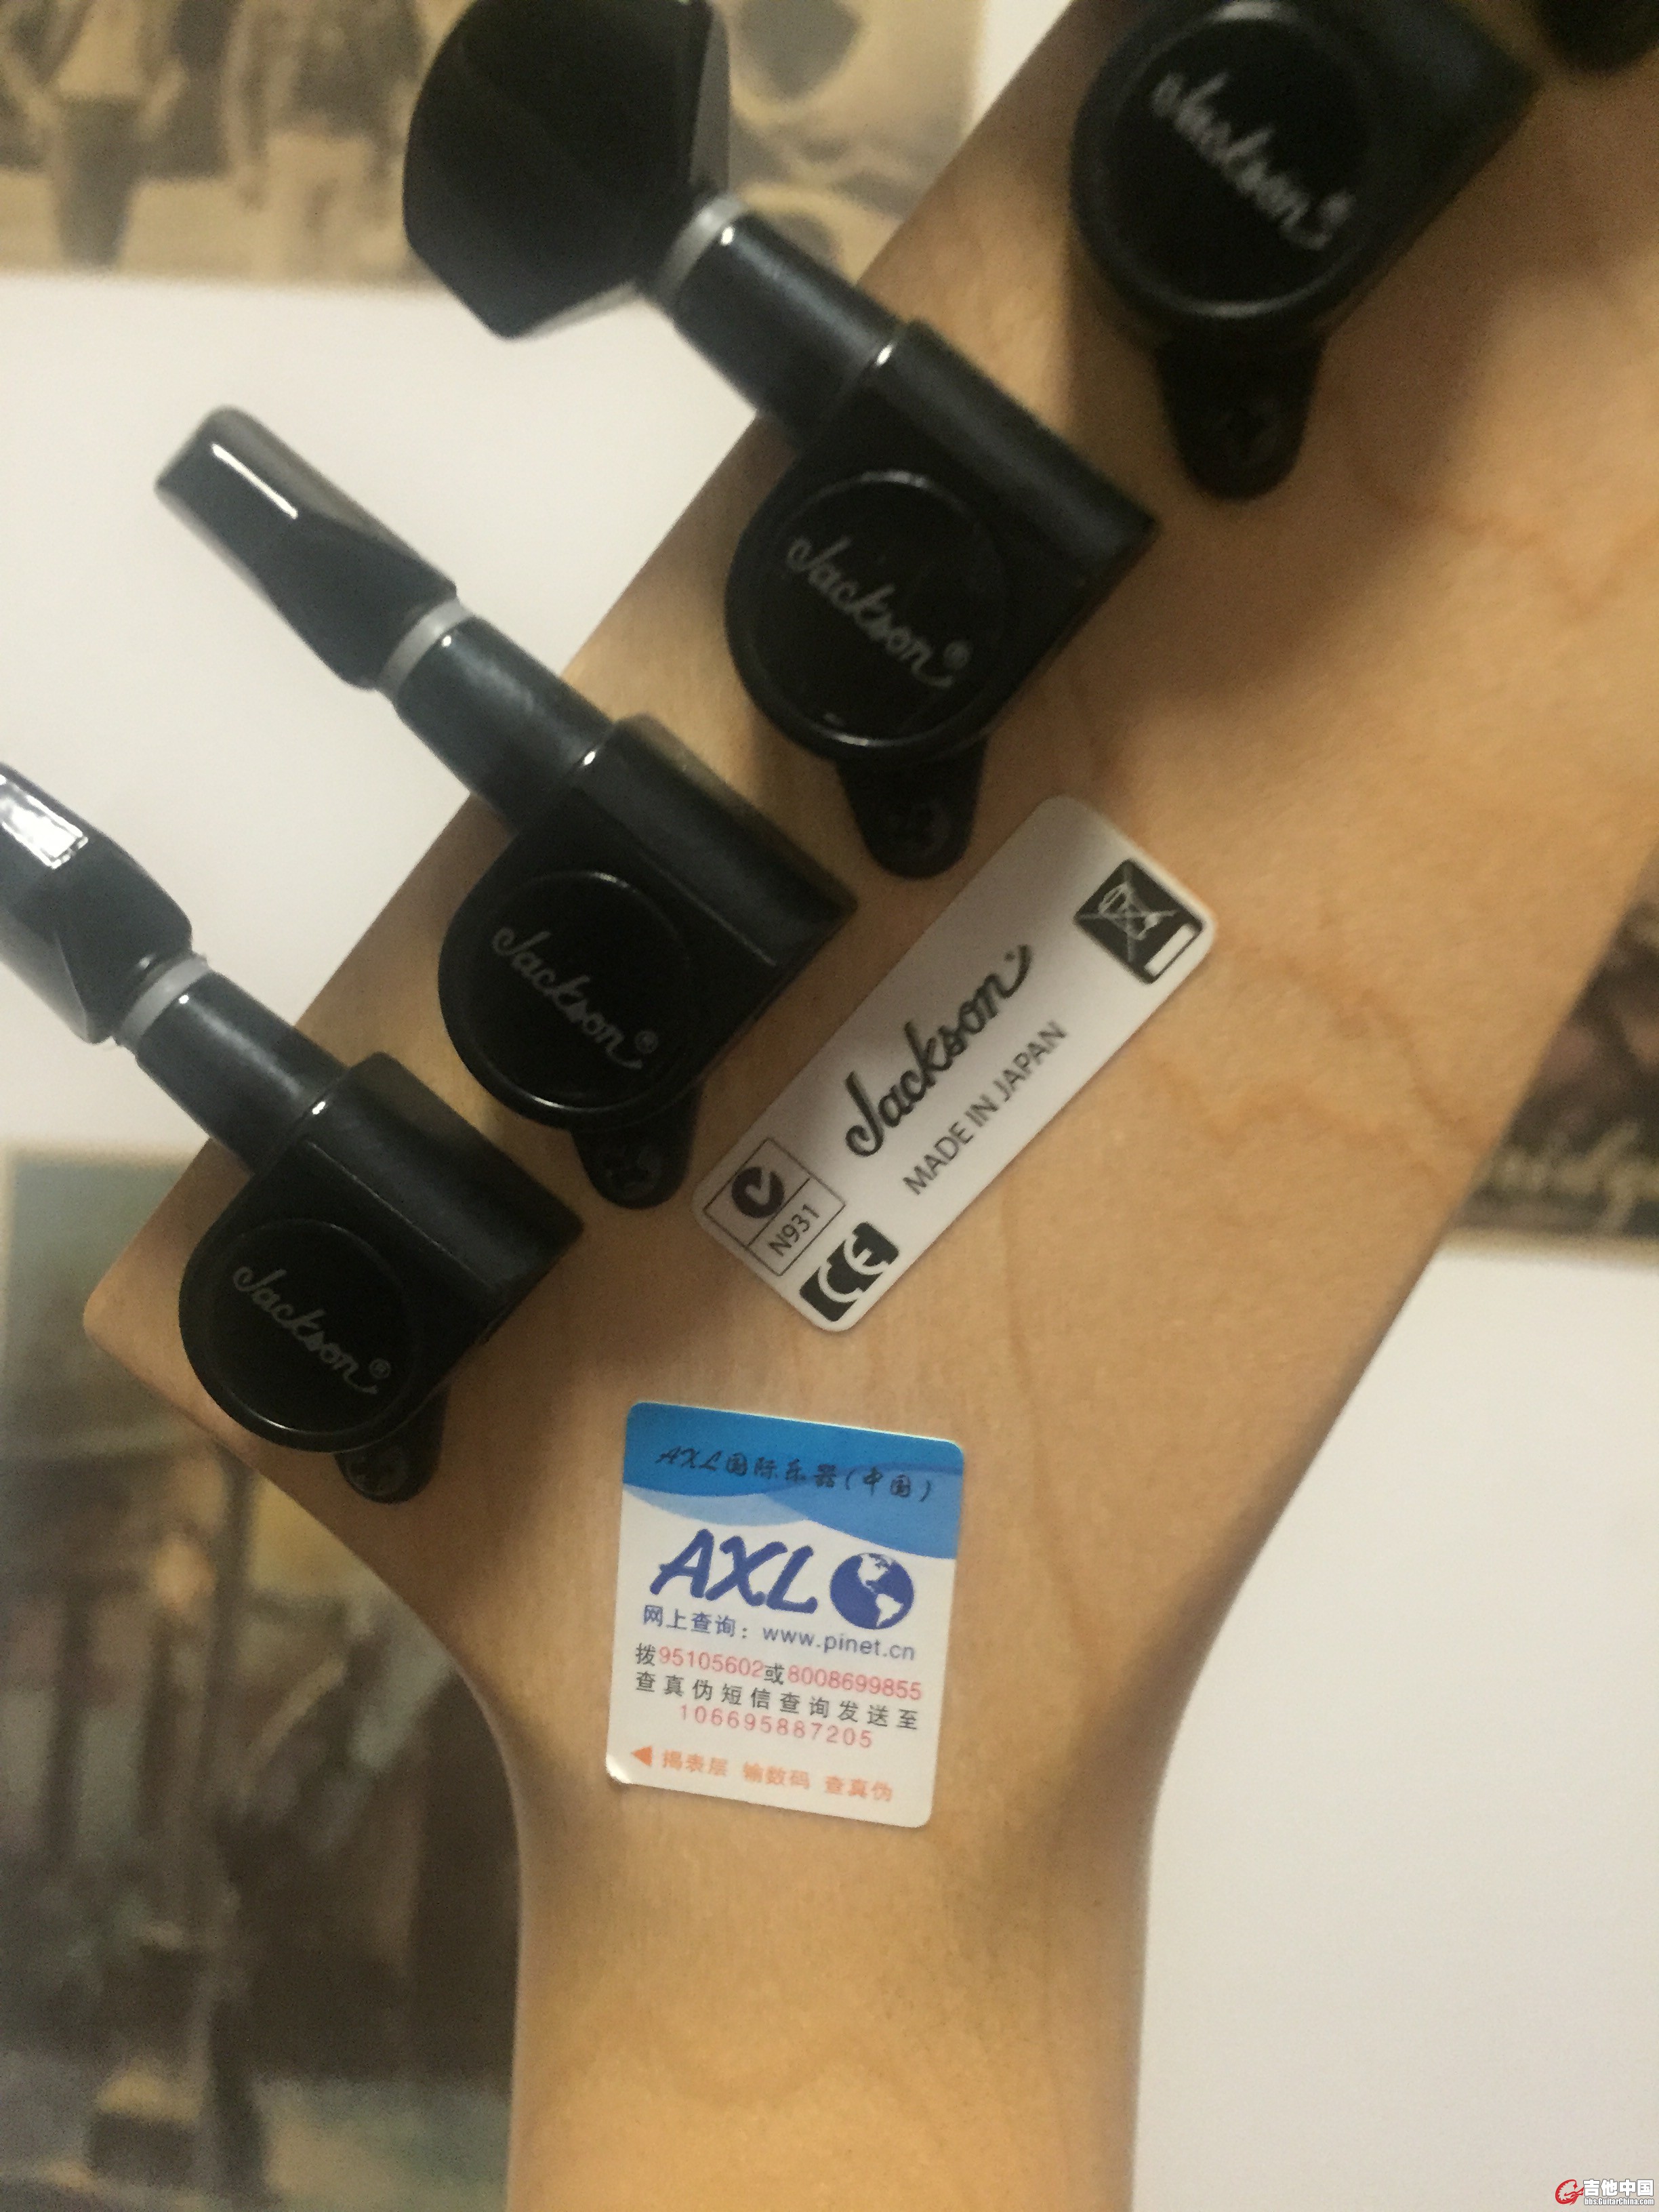 Jackson®
Jackson®
Jackson®
Jackson®
Jackson
MADE IN JAPAN
N931
CE
AXL国际乐器(中国)
AXL
网上查询：www.pinet.cn
拨95105602或8008699855
查真伪短信查询发送至
106695887205
揭表层 输数码 查真伪
吉他中国
bbs.GuitarChina.com